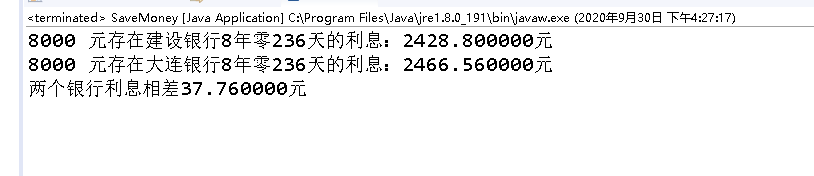 <terminated> SaveMoney [Java Application] C:\Program Files\Java\jre1.8.0_191\bin\javaw.exe (2020年9月30日 下午4:27:17)
8000 元存在建设银行8年零236天的利息：2428.800000元
8000 元存在大连银行8年零236天的利息：2466.560000元
两个银行利息相差37.760000元